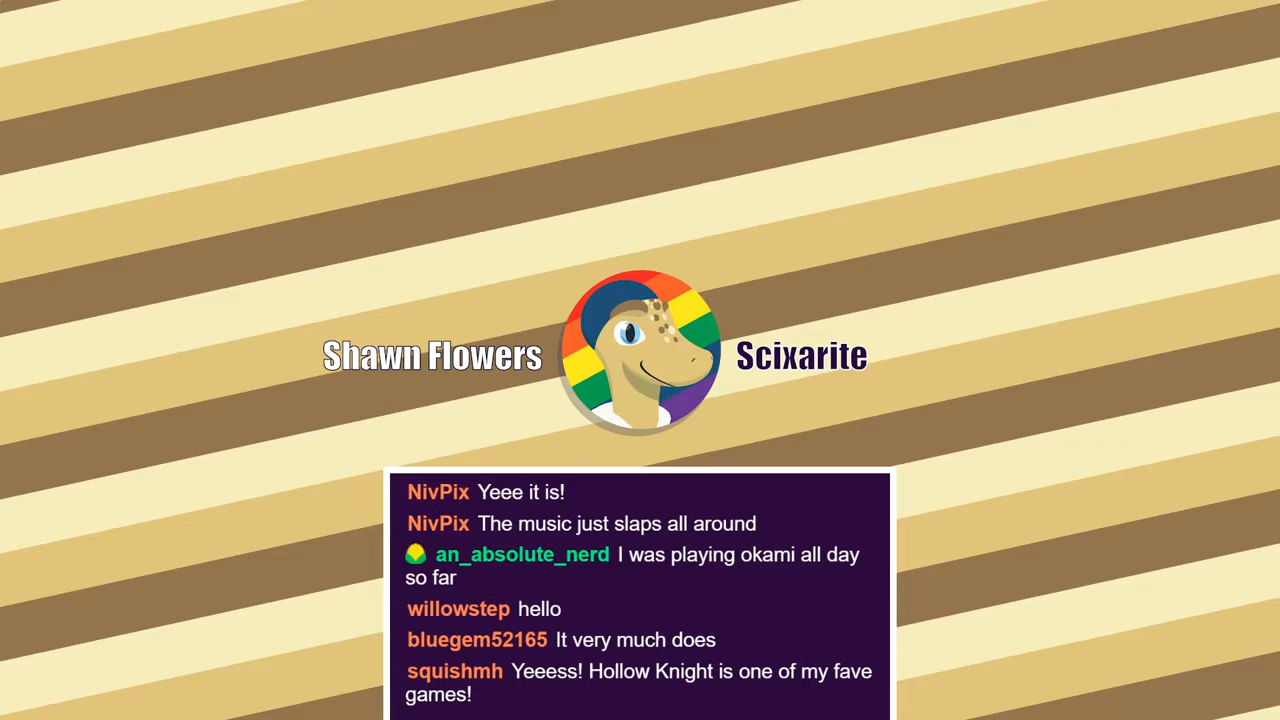 Shawn Flowers
Scixarite
NivPix Yeee it is!
NivPix The music just slaps all around
an_absolute_nerd I was playing okami all day
so far
willowstep hello
bluegem52165 It very much does
squishmh Yeeess! Hollow Knight is one of my fave
games!